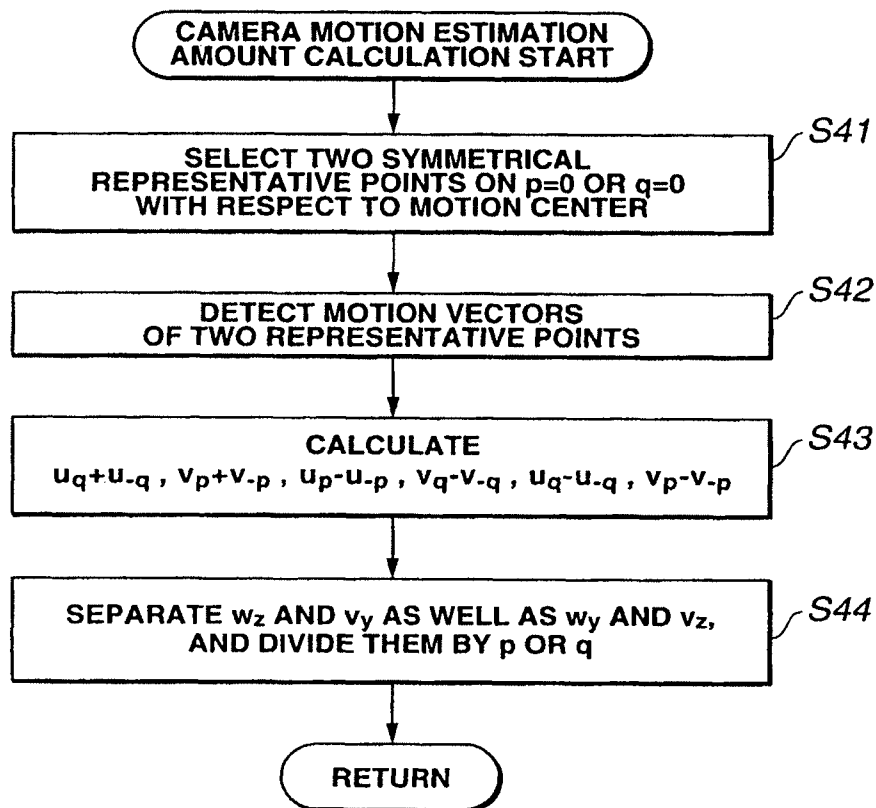 CAMERA MOTION ESTIMATION
AMOUNT CALCULATION START
S41
SELECT TWO SYMMETRICAL
REPRESENTATIVE POINTS ON p=0 OR q=0
WITH RESPECT TO MOTION CENTER
S42
DETECT MOTION VECTORS
OF TWO REPRESENTATIVE POINTS
S43
CALCULATE
uq+u-q , vp+v-p , up-u-p , vq-v-q , uq-u-q , vp-v-p
S44
SEPARATE wz AND vy AS WELL AS wy AND vz,
AND DIVIDE THEM BY p OR q
RETURN